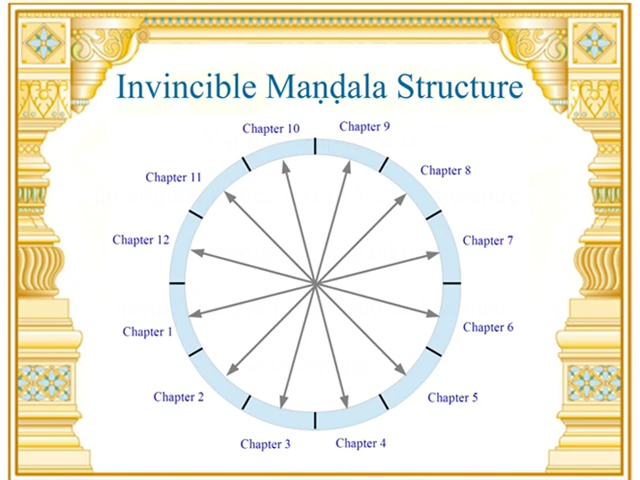 Invincible Maṇḍala Structure
Chapter 10
Chapter 9
Chapter 11
Chapter 8
Chapter 12
Chapter 7
Chapter 1
Chapter 6
Chapter 2
Chapter 5
Chapter 3
Chapter 4